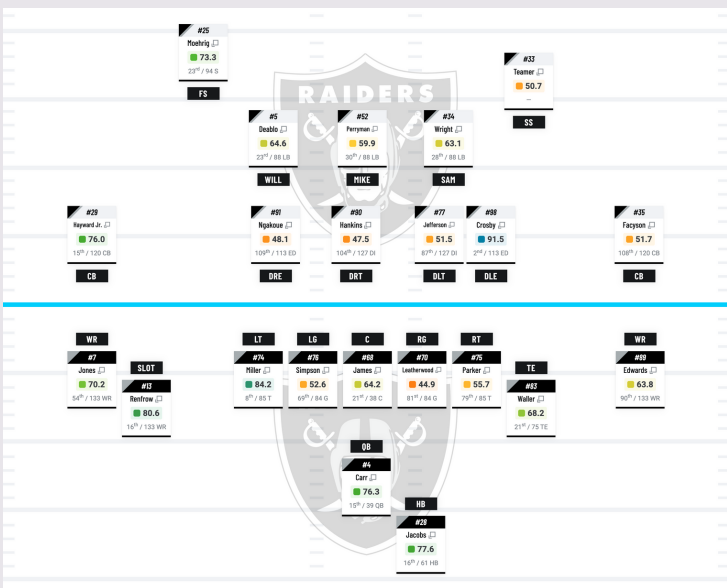 #25
Moehrig
73.3
23rd / 94 S
FS
#33
Teamer
50.7
--
SS
RAIDERS
#5
Deablo
64.6
23rd / 88 LB
WILL
#52
Perryman
59.9
30th / 88 LB
MIKE
#34
Wright
63.1
28th / 88 LB
SAM
#29
Hayward Jr.
76.0
15th / 120 CB
CB
#91
Ngakoue
48.1
109th / 113 ED
DRE
#90
Hankins
47.5
104th / 127 DI
DRT
#77
Jefferson
51.5
87th / 127 DI
DLT
#98
Crosby
91.5
2nd / 113 ED
DLE
#35
Facyson
51.7
108th / 120 CB
CB
WR
#7
Jones
70.2
54th / 133 WR
SLOT
#13
Renfrow
80.6
16th / 133 WR
LT
#74
Miller
84.2
8th / 85 T
LG
#76
Simpson
52.6
69th / 84 G
C
#68
James
64.2
21st / 38 C
RG
#70
Leatherwood
44.9
81st / 84 G
RT
#75
Parker
55.7
79th / 85 T
TE
#83
Waller
68.2
21st / 75 TE
WR
#89
Edwards
63.8
90th / 133 WR
QB
#4
Carr
76.3
15th / 39 QB
HB
#28
Jacobs
77.6
16th / 61 HB